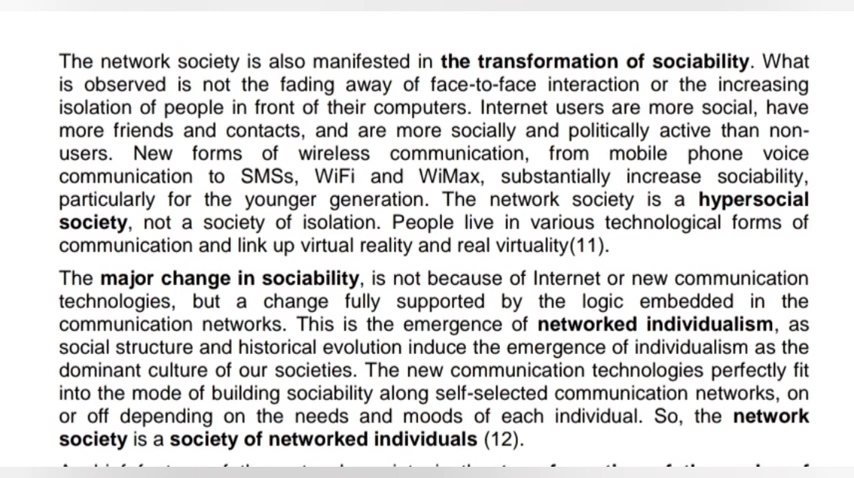 The network society is also manifested in the transformation of sociability. What
is observed is not the fading away of face-to-face interaction or the increasing
isolation of people in front of their computers. Internet users are more social, have
more friends and contacts, and are more socially and politically active than non-
users. New forms of wireless communication, from mobile phone voice
communication to SMSs, WiFi and WiMax, substantially increase sociability,
particularly for the younger generation. The network society is a hypersocial
society, not a society of isolation. People live in various technological forms of
communication and link up virtual reality and real virtuality(11).
The major change in sociability, is not because of Internet or new communication
technologies, but a change fully supported by the logic embedded in the
communication networks. This is the emergence of networked individualism, as
social structure and historical evolution induce the emergence of individualism as the
dominant culture of our societies. The new communication technologies perfectly fit
into the mode of building sociability along self-selected communication networks, on
or off depending on the needs and moods of each individual. So, the network
society is a society of networked individuals (12).